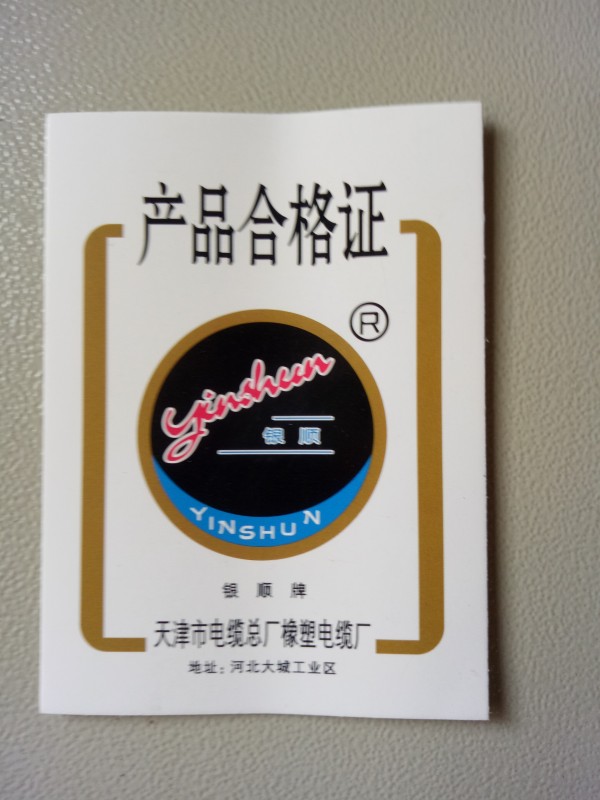 产品合格证
®
yinshun
银顺
YINSHUN
银顺牌
天津市电缆总厂橡塑电缆厂
地址：河北大城工业区